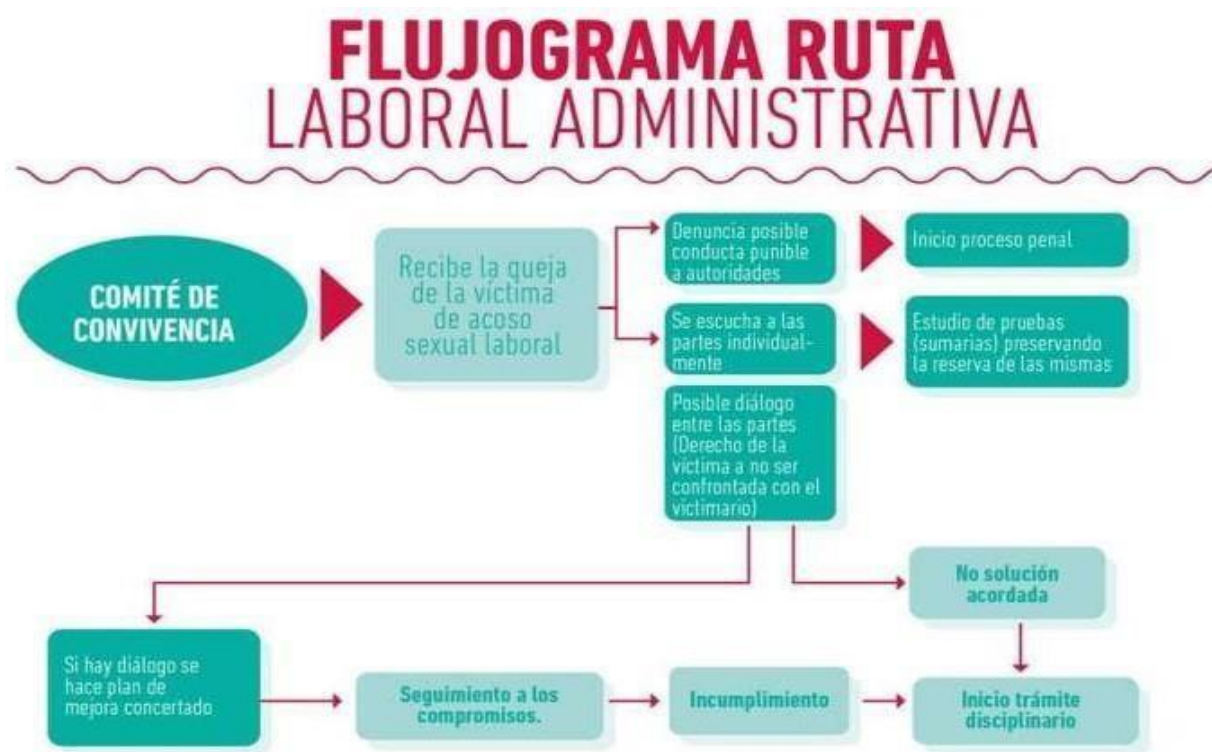 FLUJOGRAMA RUTA
LABORAL ADMINISTRATIVA
COMITÉ DE
CONVIVENCIA
Recibe la queja
de la víctima
de acoso
sexual laboral
Denuncia posible
conducta punible
a autoridades
Inicio proceso penal
Se escucha a las
partes individual-
mente
Estudio de pruebas
(sumarias) preservando
la reserva de las mismas
Posible diálogo
entre las partes
(Derecho de la
víctima a no ser
confrontada con el
victimario)
No solución
acordada
Si hay diálogo se
hace plan de
mejora concertado
Seguimiento a los
compromisos.
Incumplimiento
Inicio trámite
disciplinario